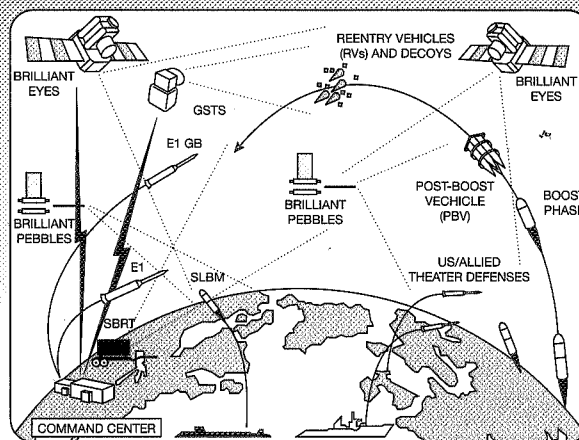 REENTRY VEHICLES
(RVs) AND DECOYS
BRILLIANT
EYES
GSTS
BRILLIANT
EYES
E1 GB
BRILLIANT
PEBBLES
BRILLIANT
PEBBLES
POST-BOOST
VECHICLE
(PBV)
BOOST
PHAS
E1
SLBM
US/ALLIED
THEATER DEFENSES
SBRT
COMMAND CENTER